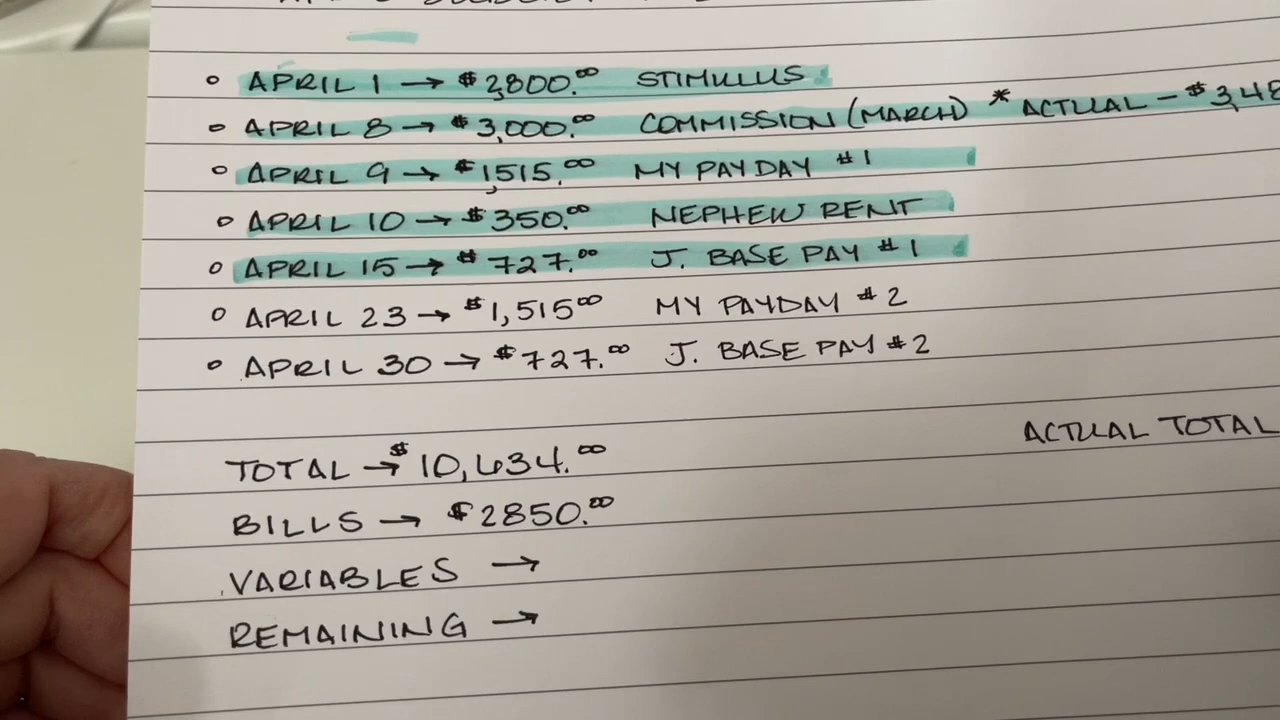 APRIL 1 → $2,800.00 STIMULUS
APRIL 8 → $3,000.00 COMMISSION (MARCH) * ACTUAL - $3,48
APRIL 9 → $1,515.00 MY PAYDAY #1
APRIL 10 → $350.00 NEPHEW RENT
APRIL 15 → $727.00 J. BASE PAY #1
APRIL 23 → $1,515.00 MY PAYDAY #2
APRIL 30 → $727.00 J. BASE PAY #2
ACTUAL TOTAL
TOTAL → $10,634.00
BILLS → $2850.00
VARIABLES →
REMAINING →